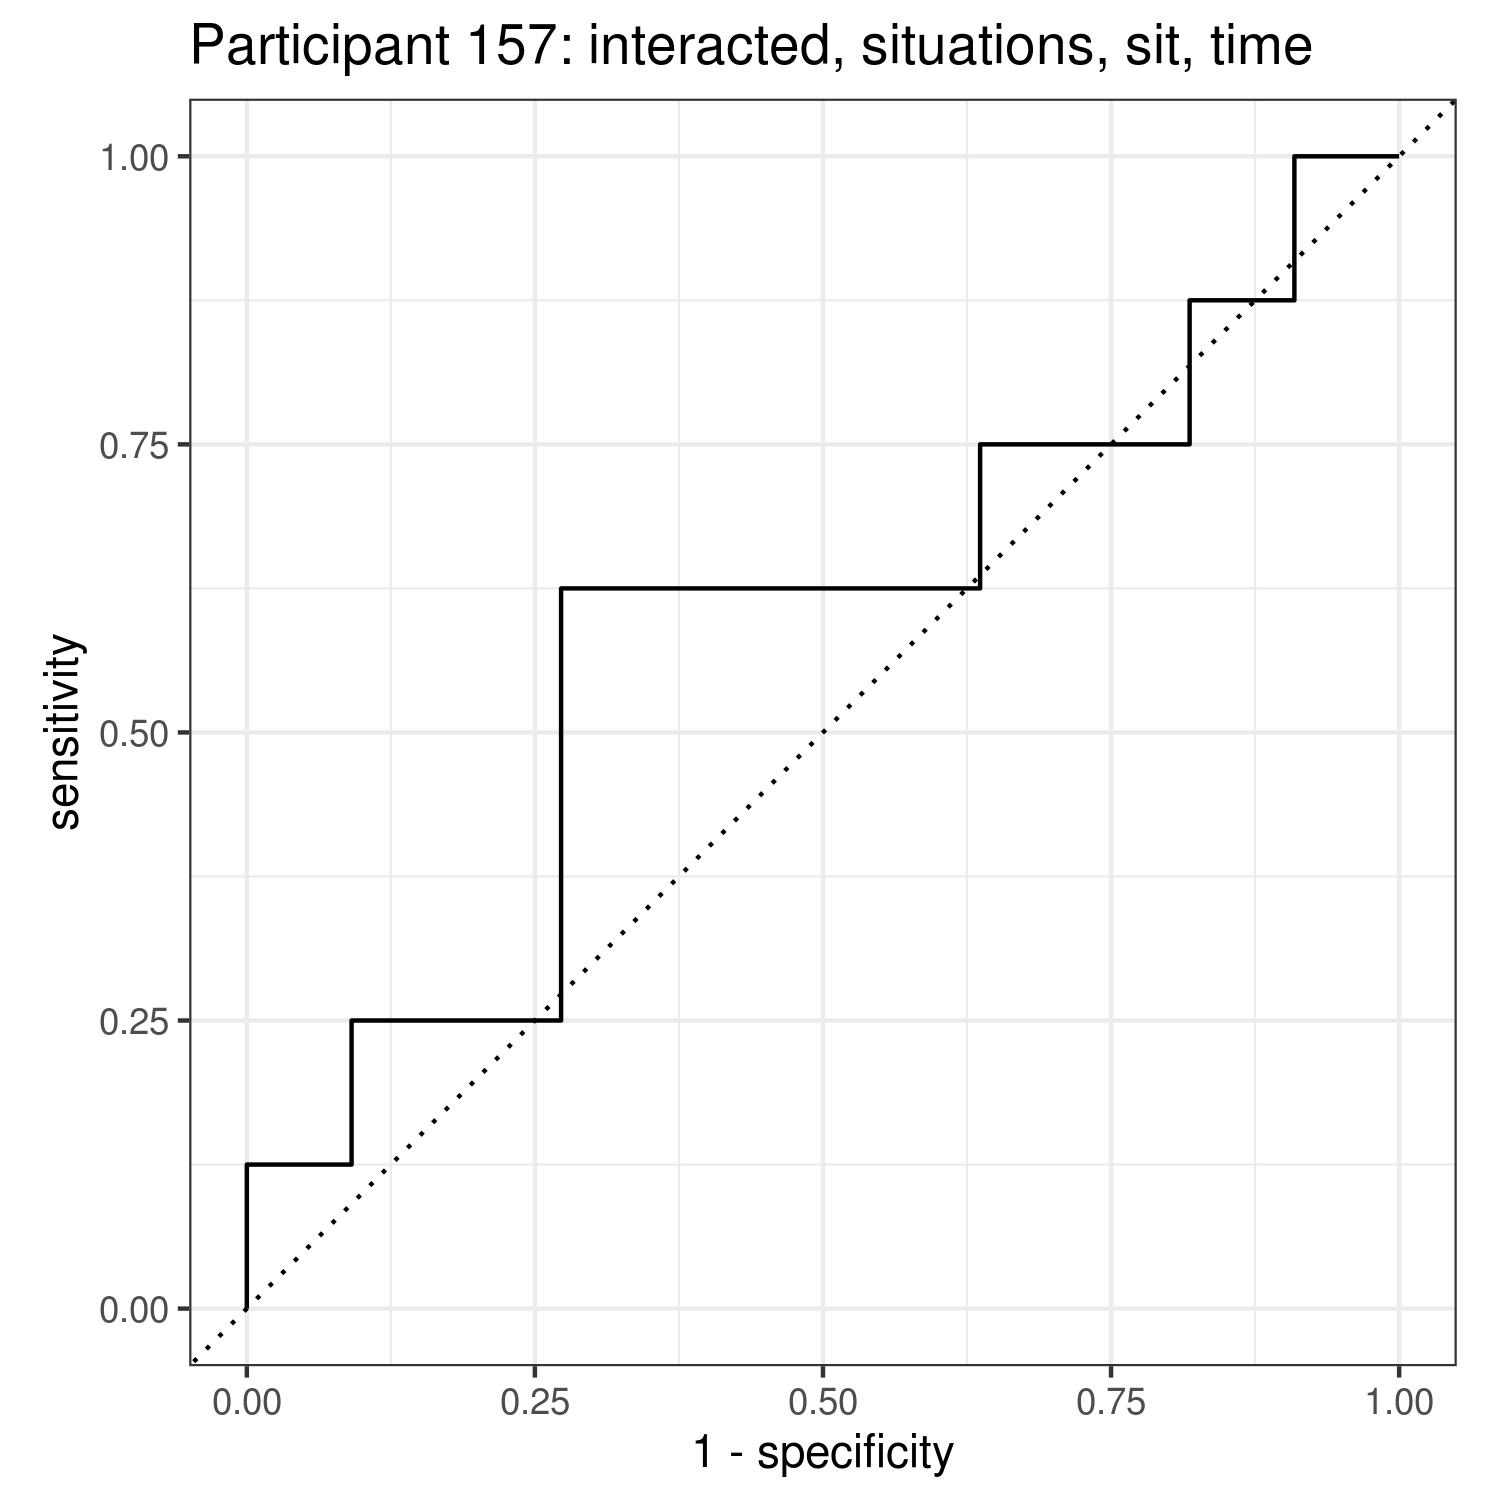 Participant 157: interacted, situations, sit, time
1.00
0.75
0.50
0.25
0.00
sensitivity
0.00 0.25 0.50 0.75 1.00
1 - specificity